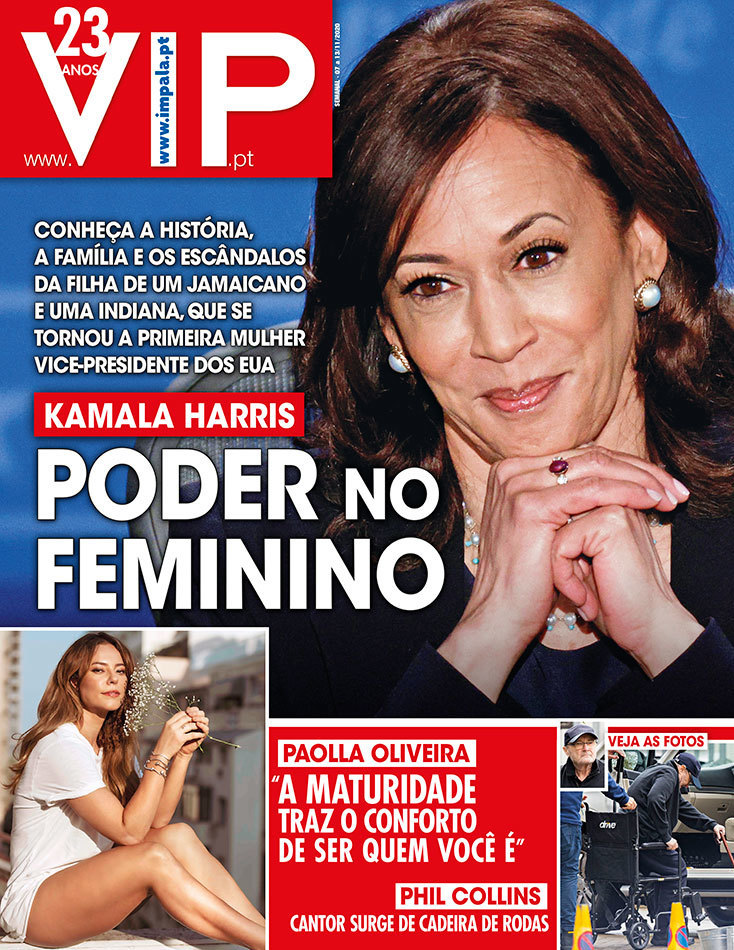 23
ANOS
VIP
www.impala.pt
www. .pt
SEMANAL - 07 a 13/11/2020
CONHEÇA A HISTÓRIA,
A FAMÍLIA E OS ESCÂNDALOS
DA FILHA DE UM JAMAICANO
E UMA INDIANA, QUE SE
TORNOU A PRIMEIRA MULHER
VICE-PRESIDENTE DOS EUA
KAMALA HARRIS
PODER NO
FEMININO
PAOLLA OLIVEIRA
"A MATURIDADE
TRAZ O CONFORTO
DE SER QUEM VOCÊ É"
VEJA AS FOTOS
drive
PHIL COLLINS
CANTOR SURGE DE CADEIRA DE RODAS